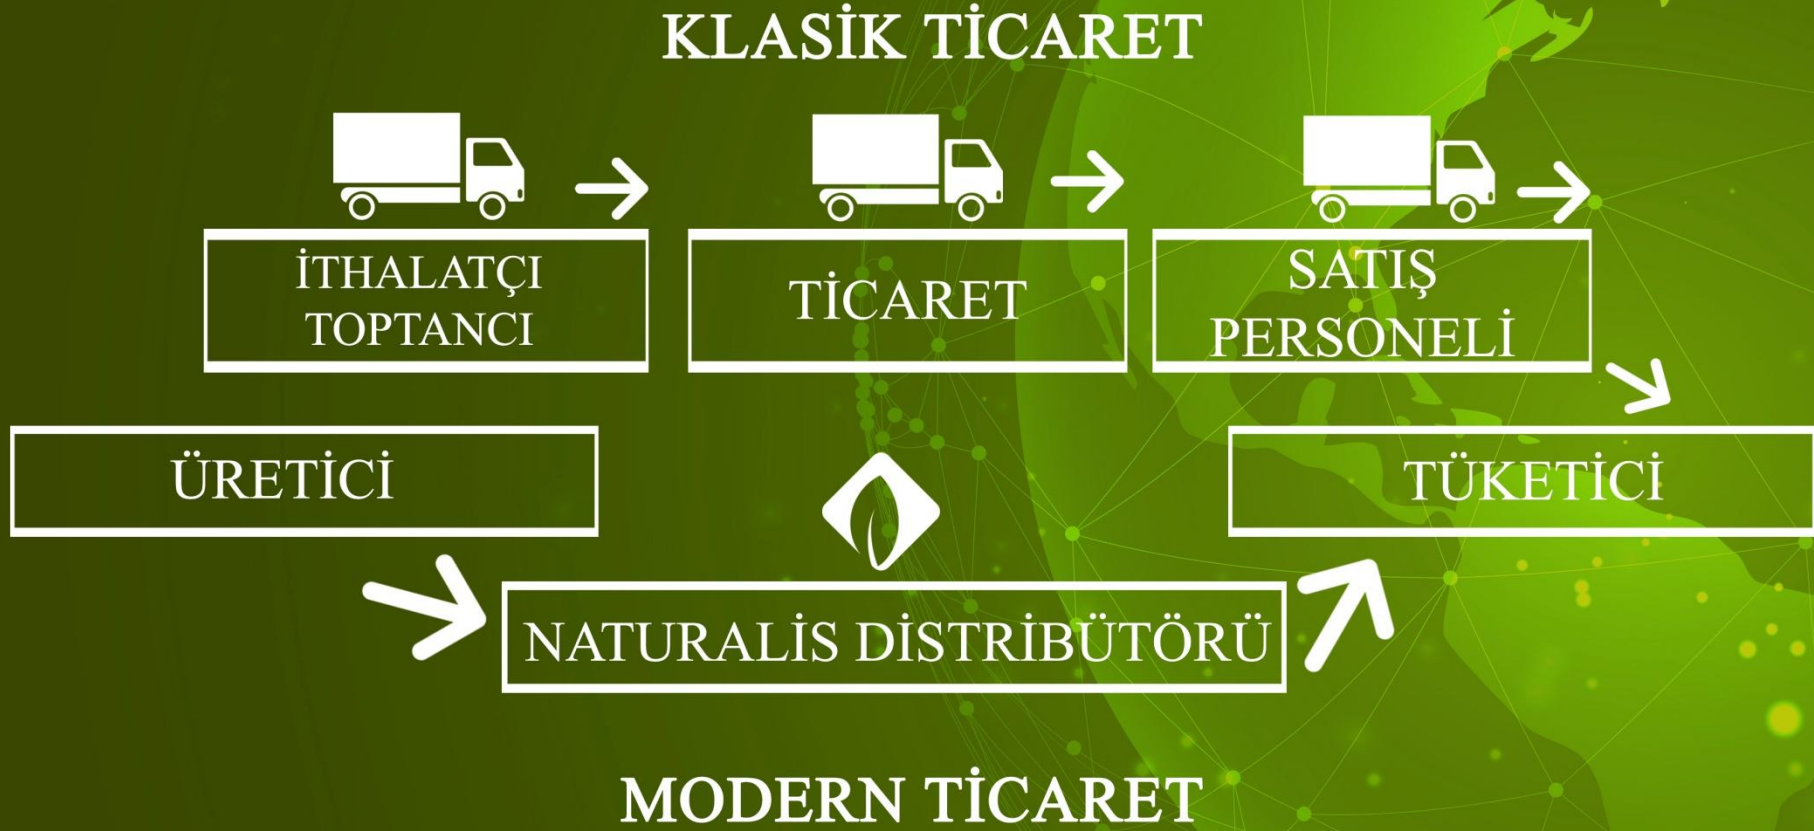 KLASİK TİCARET
İTHALATÇI
TOPTANCI
TİCARET
SATIŞ
PERSONELİ
ÜRETİCİ
TÜKETİCİ
NATURALİS DİSTRİBÜTÖRÜ
MODERN TİCARET